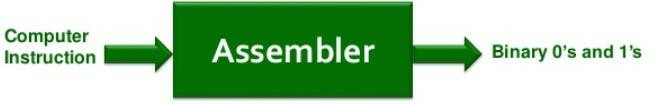 Computer
Instruction
Assembler
Binary 0's and 1's